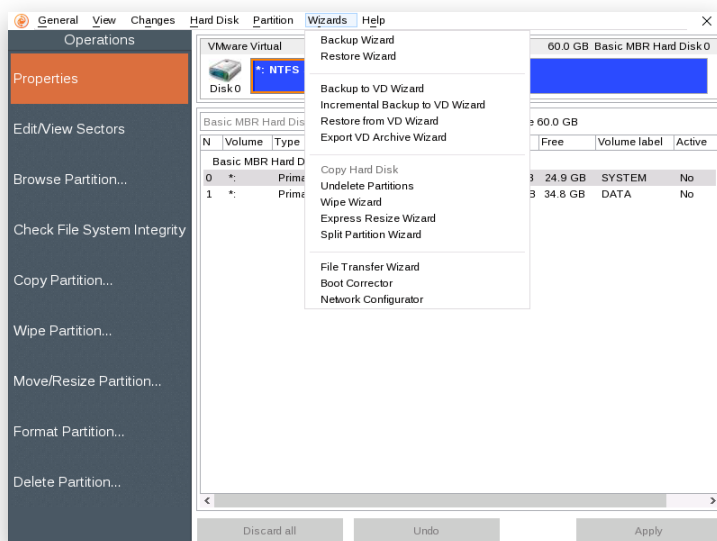 General View Changes Hard Disk Partition Wizards Help
Operations
Properties
Edit/View Sectors
Browse Partition...
Check File System Integrity
Copy Partition...
Wipe Partition...
Move/Resize Partition...
Format Partition...
Delete Partition...
VMware Virtual
60.0 GB Basic MBR Hard Disk 0
Disk 0
*: NTFS
Backup Wizard
Restore Wizard
Backup to VD Wizard
Incremental Backup to VD Wizard
Restore from VD Wizard
Export VD Archive Wizard
Copy Hard Disk
Undelete Partitions
Wipe Wizard
Express Resize Wizard
Split Partition Wizard
File Transfer Wizard
Boot Corrector
Network Configurator
Basic MBR Hard Dis
60.0 GB
N Volume Type Free Volume label Active
Basic MBR Hard D
0 *: Prima 24.9 GB SYSTEM No
1 *: Prima B 34.8 GB DATA No
Discard all Undo Apply